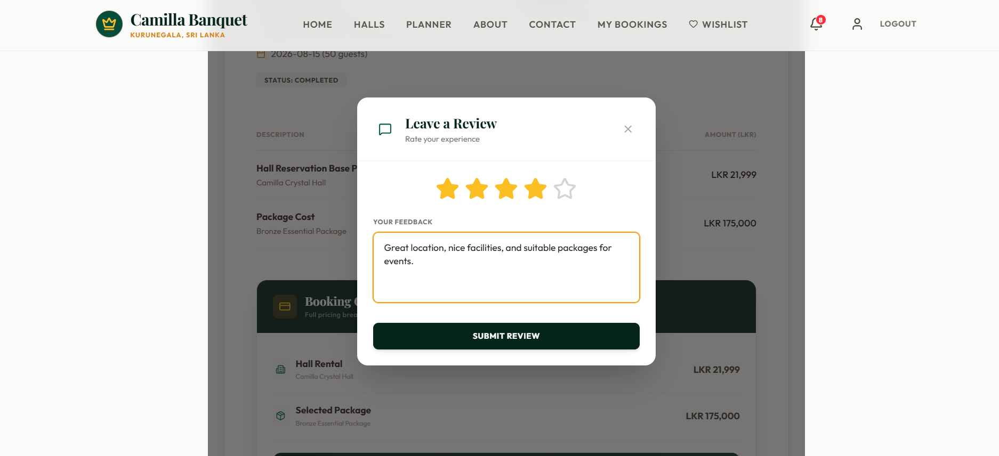 Camilla Banquet
KURUNEGALA, SRI LANKA
HOME
HALLS
PLANNER
ABOUT
CONTACT
MY BOOKINGS
WISHLIST
8
LOGOUT
2026-08-15 (50 guests)
STATUS: COMPLETED
Leave a Review
Rate your experience
DESCRIPTION
AMOUNT (LKR)
Hall Reservation Base P
LKR 21,999
Camilla Crystal Hall
Package Cost
LKR 175,000
Bronze Essential Package
YOUR FEEDBACK
Great location, nice facilities, and suitable packages for
events.
Booking
Full pricing brea
SUBMIT REVIEW
Hall Rental
LKR 21,999
Camilla Crystal Hall
Selected Package
LKR 175,000
Bronze Essential Package